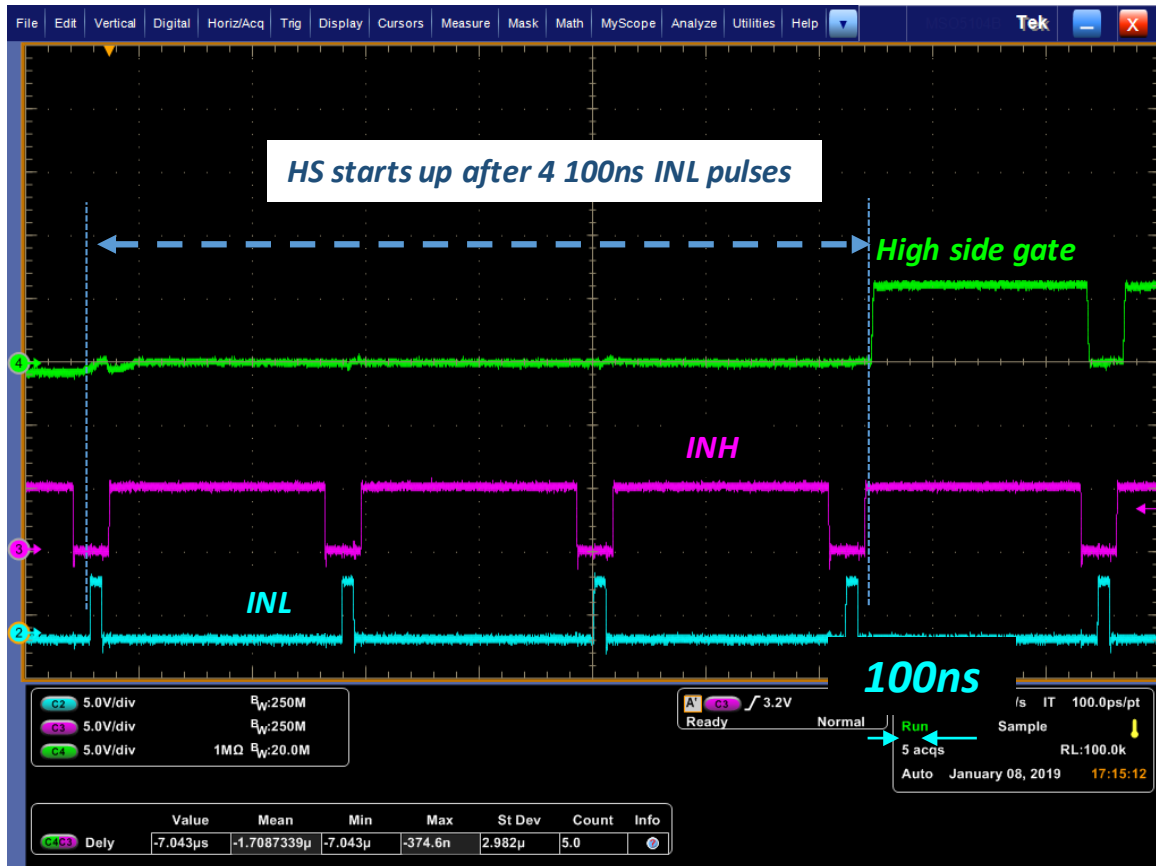 File Edit Vertical Digital Horiz/Acq Trig Display Cursors Measure Mask Math MyScope Analyze Utilities Help Tek X
HS starts up after 4 100ns INL pulses
High side gate
4
INH
3
INL
2
100ns
C2 5.0V/div BW:250M
C3 5.0V/div BW:250M
C4 5.0V/div 1MΩ BW:20.0M
A' C3 3.2V
Ready Normal
/s IT 100.0ps/pt
Run Sample
5 acqs RL:100.0k
Auto January 08, 2019 17:15:12
Value Mean Min Max St Dev Count Info
C4C3 Dely -7.043µs -1.7087339µ -7.043µ -374.6n 2.982µ 5.0